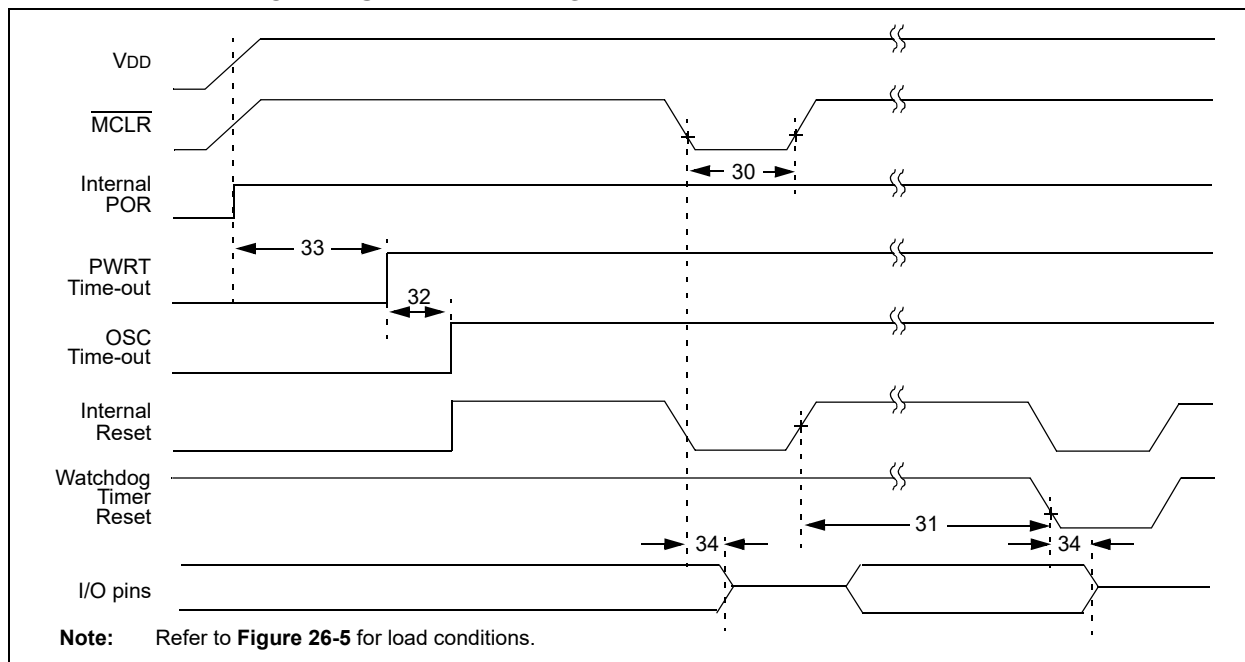 VDD
MCLR
30
Internal
POR
33
PWRT
Time-out
32
OSC
Time-out
Internal
Reset
Watchdog
Timer
Reset
31
34
34
I/O pins
Note: Refer to Figure 26-5 for load conditions.